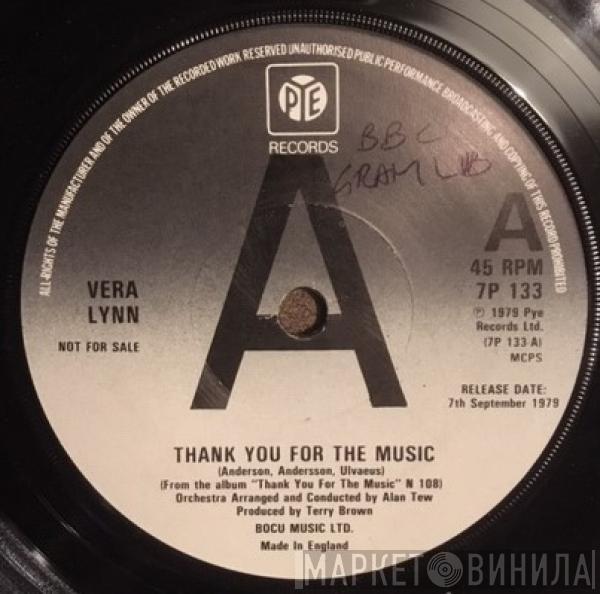 ALL-RIGHTS OF THE MANUFACTURER AND OF THE OWNER OF THE RECORDED WORK RESERVED UNAUTHORISED PUBLIC PERFORMANCE BROADCASTING AND COPYING OF THIS RECORD PROHIBITED
PYE
RECORDS
BBC
GRAM LIB
A
A
45 RPM
7P 133
℗ 1979 Pye
Records Ltd.
(7P 133 A)
MCPS
VERA
LYNN
NOT FOR SALE
RELEASE DATE:
7th September 1979
THANK YOU FOR THE MUSIC
(Anderson, Andersson, Ulvaeus)
(From the album "Thank You For The Music" N 108)
Orchestra Arranged and Conducted by Alan Tew
Produced by Terry Brown
BOCU MUSIC LTD.
Made In England
МАРКЕТ ВИНИЛА